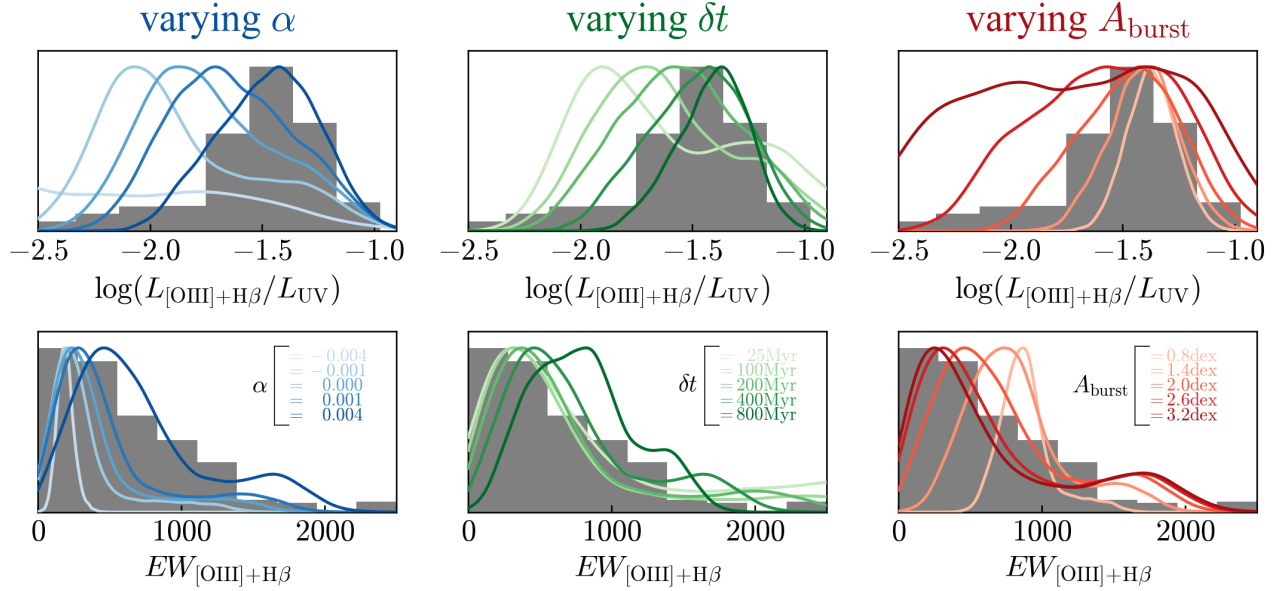 varying α
varying δt
varying A_burst
−2.5 −2.0 −1.5 −1.0
−2.5 −2.0 −1.5 −1.0
−2.5 −2.0 −1.5 −1.0
log(L_[OIII]+Hβ/L_UV)
log(L_[OIII]+Hβ/L_UV)
log(L_[OIII]+Hβ/L_UV)
α
= −0.004
= −0.001
= 0.000
= 0.001
= 0.004
δt
= 25Myr
= 100Myr
= 200Myr
= 400Myr
= 800Myr
A_burst
= 0.8dex
= 1.4dex
= 2.0dex
= 2.6dex
= 3.2dex
0 1000 2000
0 1000 2000
0 1000 2000
EW_[OIII]+Hβ
EW_[OIII]+Hβ
EW_[OIII]+Hβ